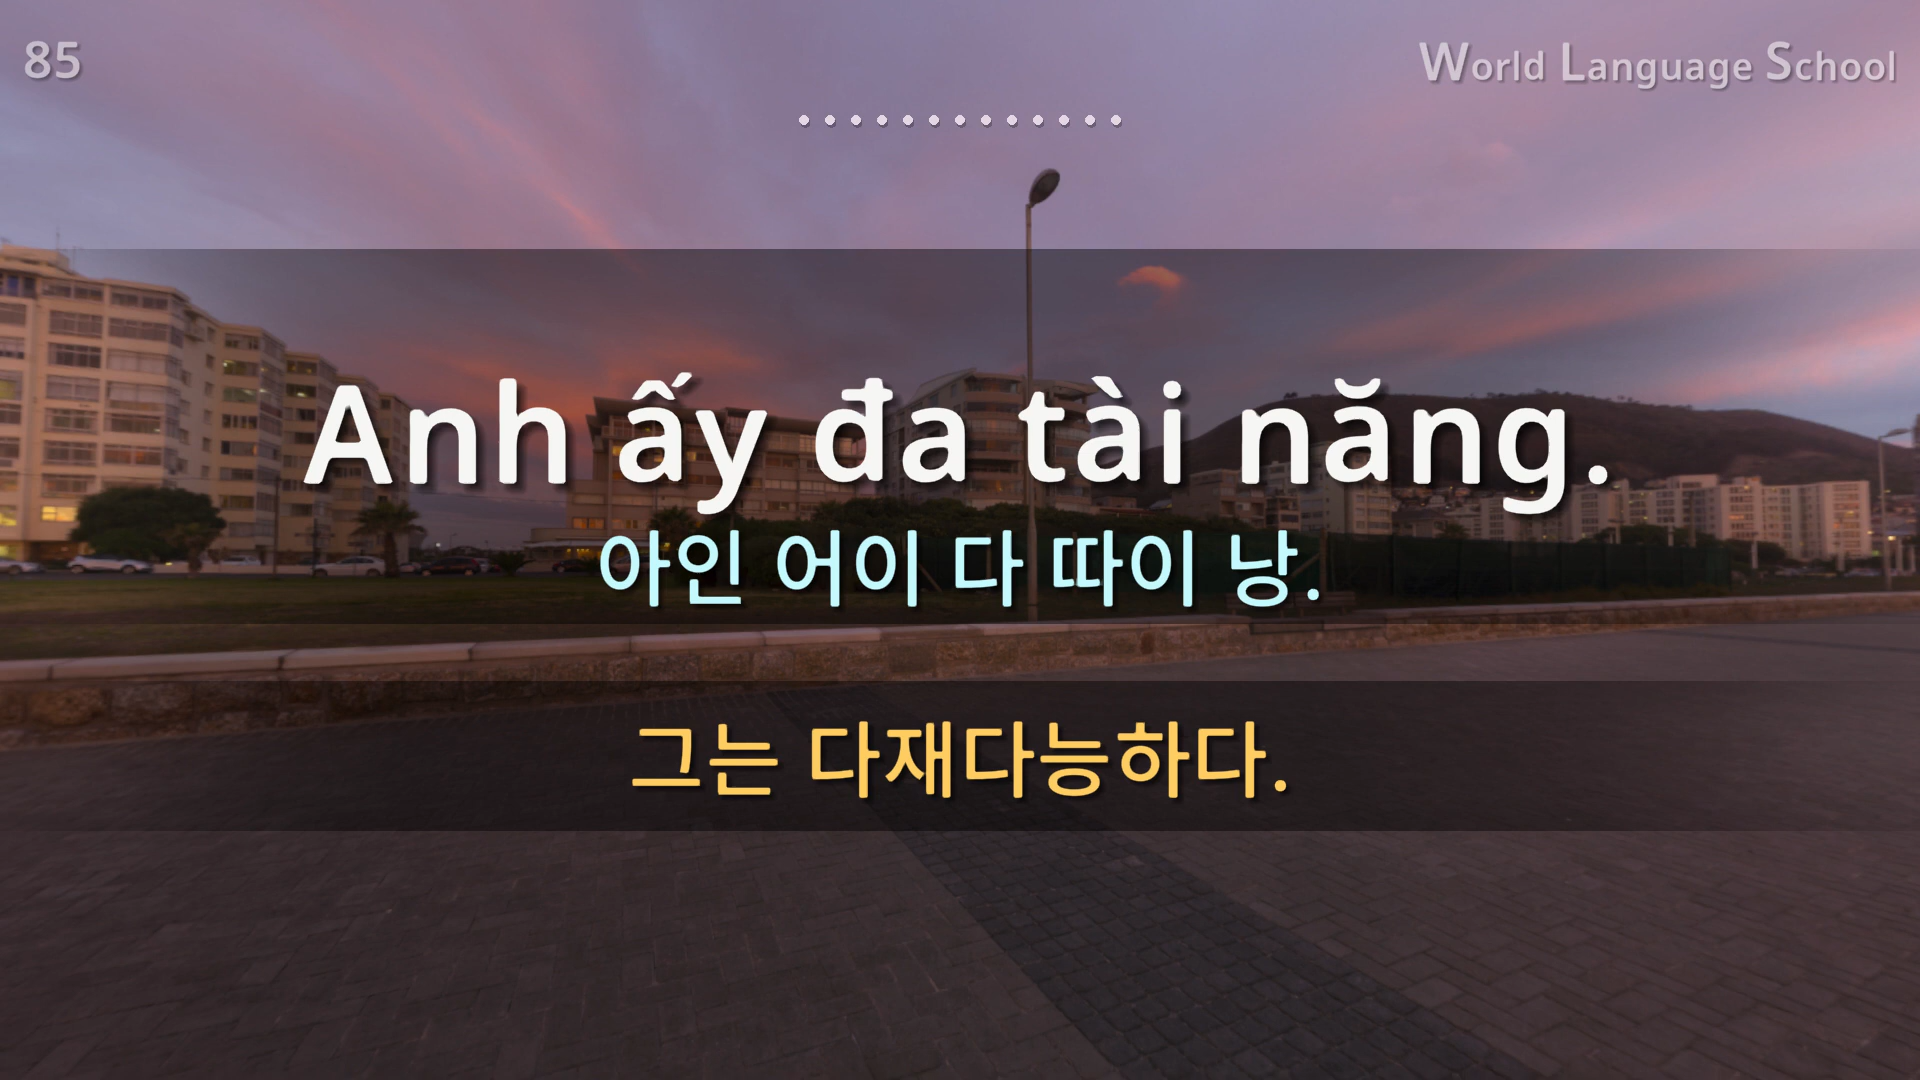 85
World Language School
Anh ấy đa tài năng.
아인 어이 다 따이 낭.
그는 다재다능하다.